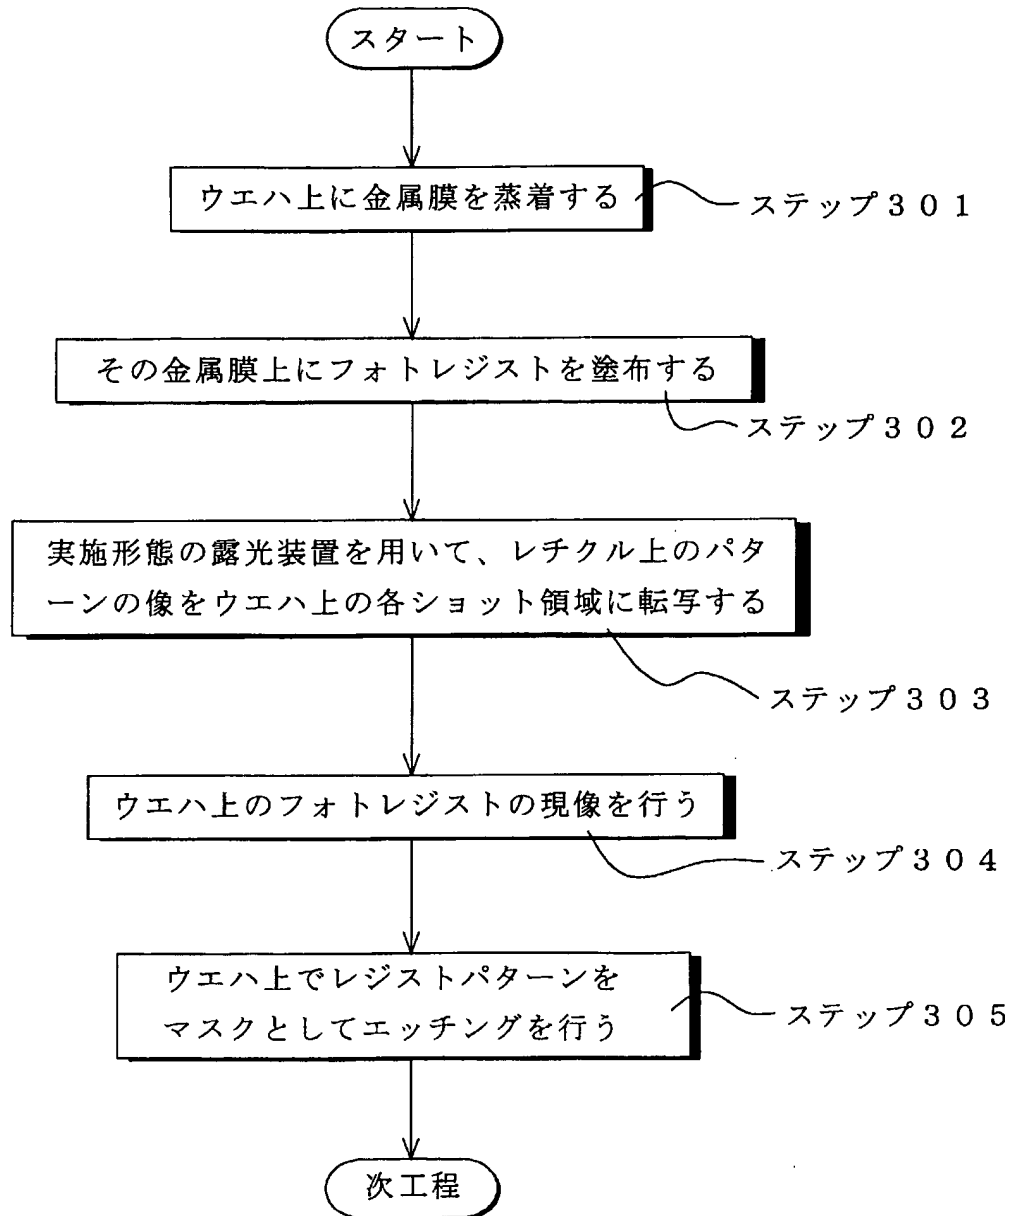 スタート
ウエハ上に金属膜を蒸着する
ステップ301
その金属膜上にフォトレジストを塗布する
ステップ302
実施形態の露光装置を用いて、レチクル上のパタ
ーンの像をウエハ上の各ショット領域に転写する
ステップ303
ウエハ上のフォトレジストの現像を行う
ステップ304
ウエハ上でレジストパターンを
マスクとしてエッチングを行う
ステップ305
次工程